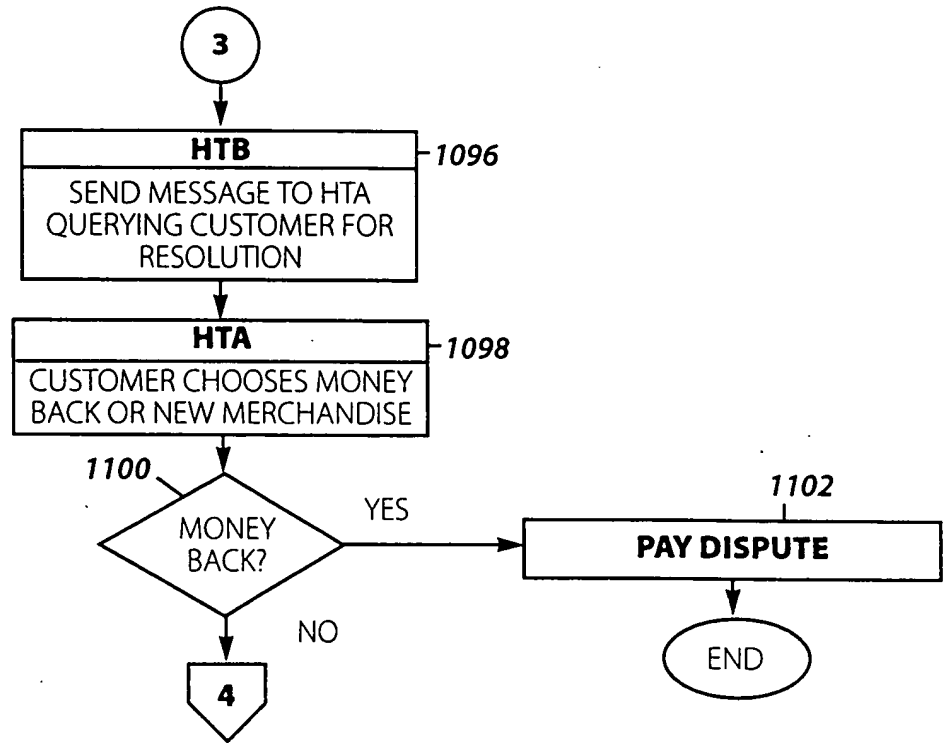 3
HTB
1096
SEND MESSAGE TO HTA
QUERYING CUSTOMER FOR
RESOLUTION
HTA
1098
CUSTOMER CHOOSES MONEY
BACK OR NEW MERCHANDISE
1100
MONEY
BACK?
YES
1102
PAY DISPUTE
NO
END
4